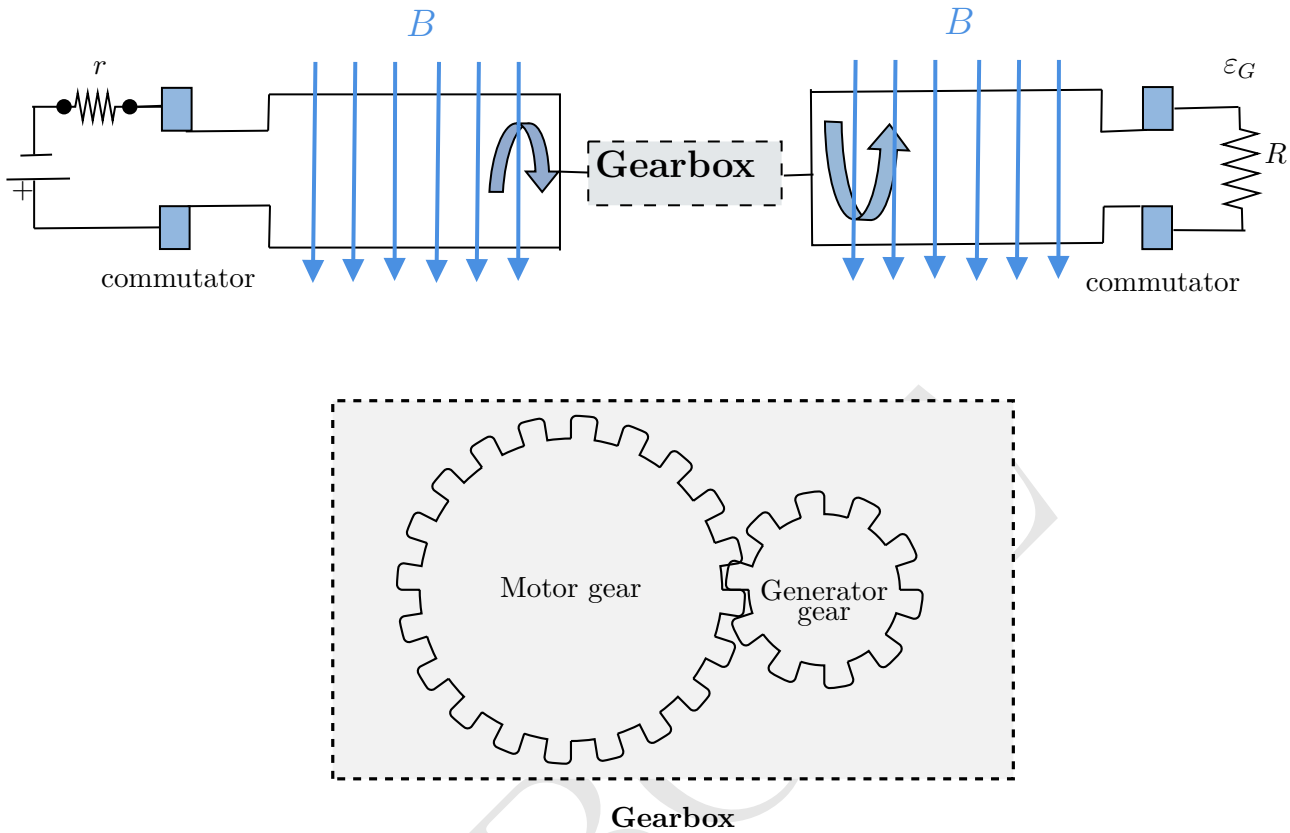 B
B
r
ε_G
Gearbox
R
+
commutator
commutator
Motor gear
Generator
gear
Gearbox